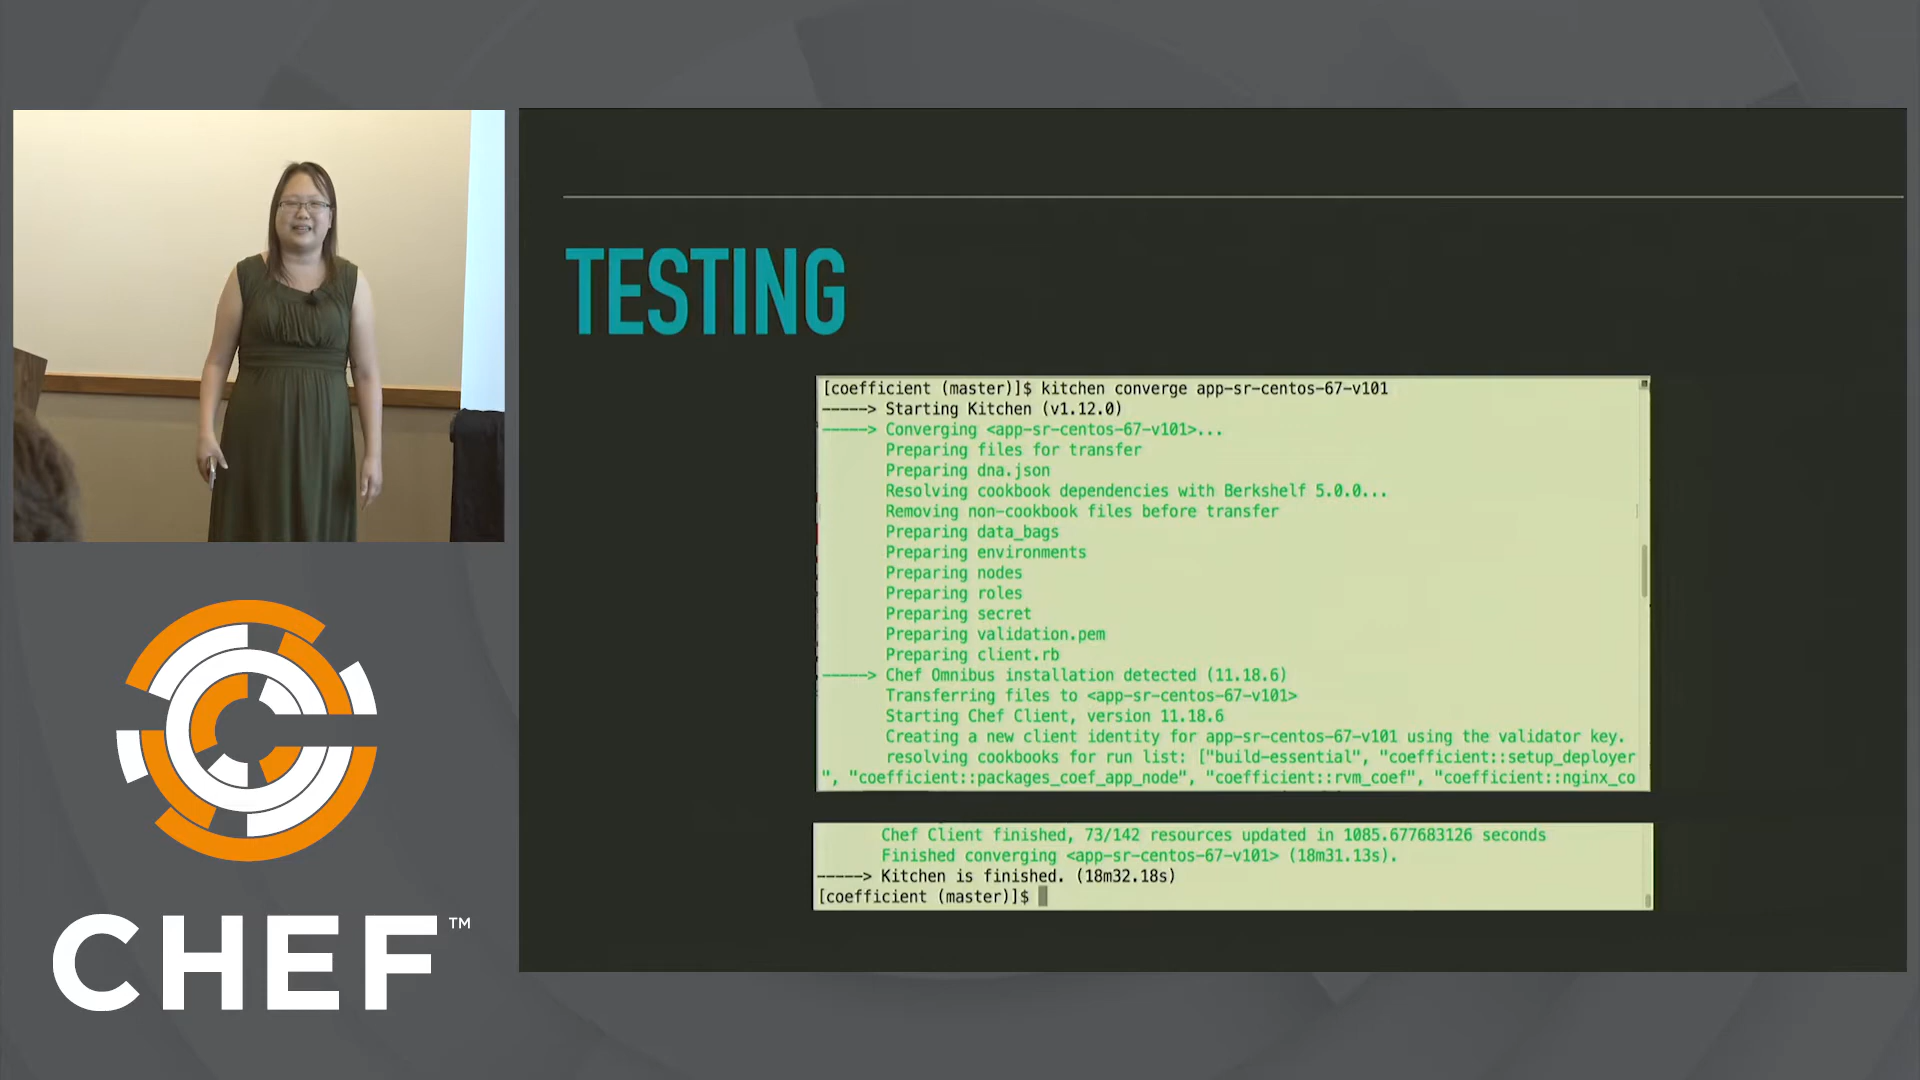 TESTING
[coefficient (master)]$ kitchen converge app-sr-centos-67-v101
-----> Starting Kitchen (v1.12.0)
-----> Converging <app-sr-centos-67-v101>...
Preparing files for transfer
Preparing dna.json
Resolving cookbook dependencies with Berkshelf 5.0.0...
Removing non-cookbook files before transfer
Preparing data_bags
Preparing environments
Preparing nodes
Preparing roles
Preparing secret
Preparing validation.pem
Preparing client.rb
-----> Chef Omnibus installation detected (11.18.6)
Transferring files to <app-sr-centos-67-v101>
Starting Chef Client, version 11.18.6
Creating a new client identity for app-sr-centos-67-v101 using the validator key.
resolving cookbooks for run list: ["build-essential", "coefficient::setup_deployer
", "coefficient::packages_coef_app_node", "coefficient::rvm_coef", "coefficient::nginx_co
Chef Client finished, 73/142 resources updated in 1085.677683126 seconds
Finished converging <app-sr-centos-67-v101> (18m31.13s).
-----> Kitchen is finished. (18m32.18s)
[coefficient (master)]$
CHEF™